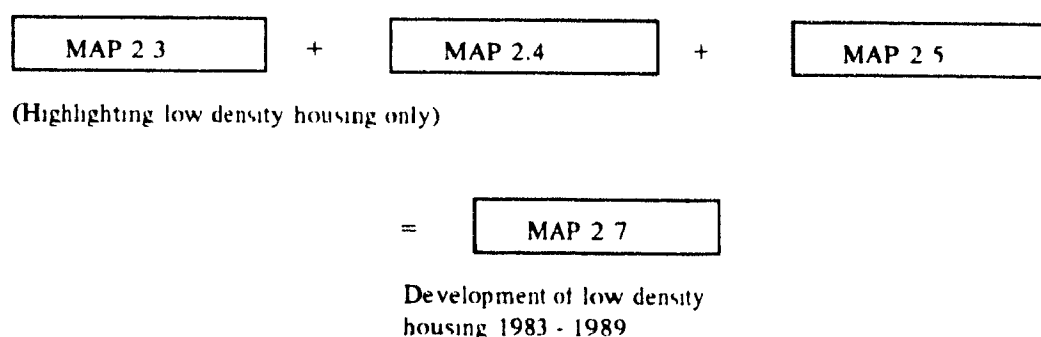 MAP 2 3 + MAP 2.4 + MAP 2 5
(Highlighting low density housing only)
= MAP 2 7
Development of low density
housing 1983 - 1989